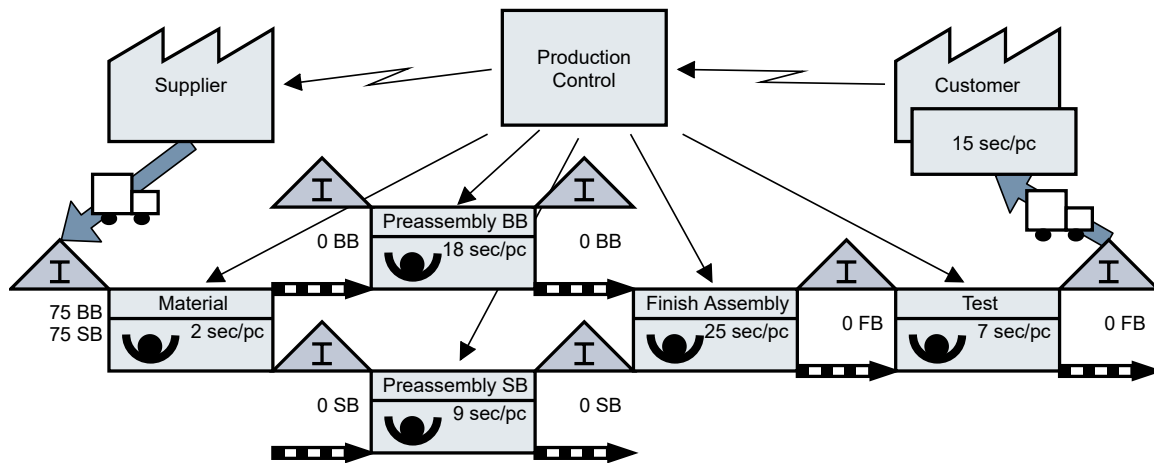 Supplier
Production
Control
Customer
15 sec/pc
I
I
Preassembly BB
18 sec/pc
0 BB
0 BB
I
75 BB
75 SB
Material
2 sec/pc
Finish Assembly
25 sec/pc
I
0 FB
Test
7 sec/pc
I
0 FB
I
I
Preassembly SB
9 sec/pc
0 SB
0 SB